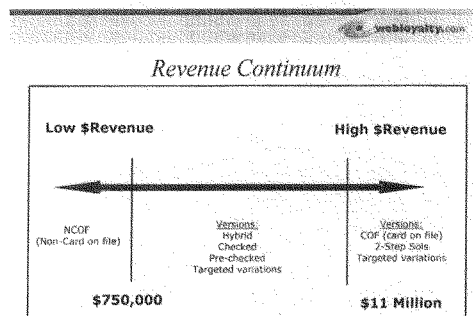 webloyalty.com
Revenue Continuum
Low $Revenue
High $Revenue
NCOF
(Non-Card on file)
Versions:
Hybrid
Checked
Pre-checked
Targeted variations
Versions:
COF (card on file)
2-Step Sols
Targeted variations
$750,000
$11 Million